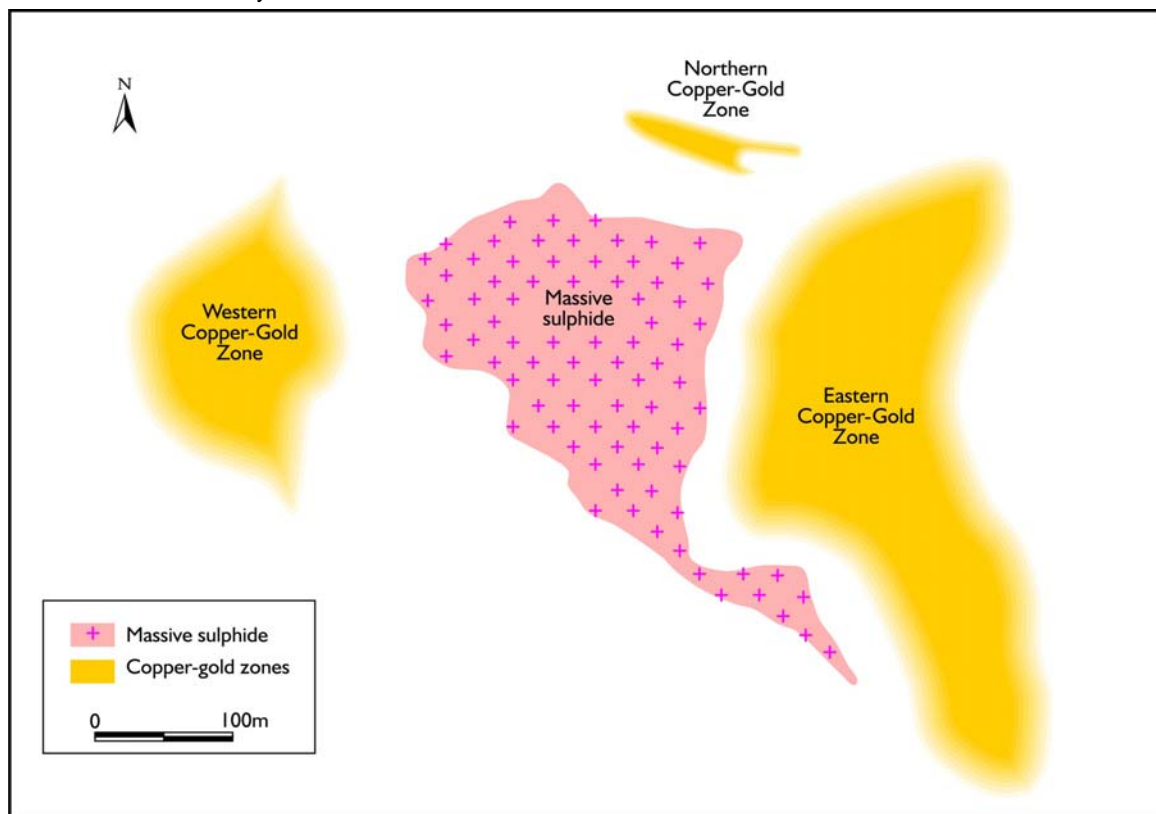 N
Northern
Copper-Gold
Zone
Western
Copper-Gold
Zone
Massive
sulphide
Eastern
Copper-Gold
Zone
Massive sulphide
Copper-gold zones
0 100m